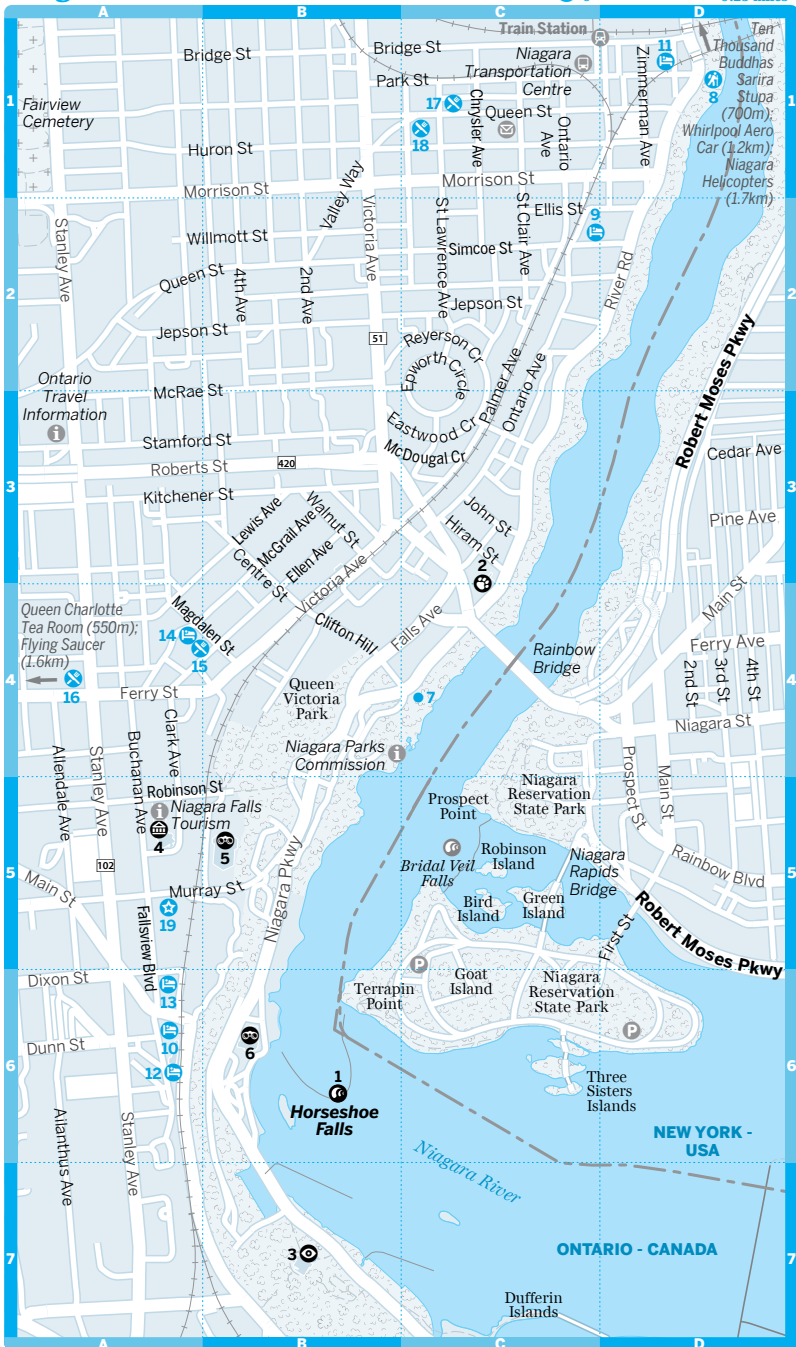 A
B
C
D
Train Station
Bridge St
Bridge St
Niagara
Transportation
Centre
Park St
11
Zimmerman Ave
8
Ten
Thousand
Buddhas
Sarira
Stupa
(700m);
Whirlpool Aero
Car (1.2km);
Niagara
Helicopters
(1.7km)
1
1
Fairview
Cemetery
17
Chrysler Ave
Queen St
Ontario
Ave
18
Huron St
Morrison St
Morrison St
Valley Way
Victoria Ave
Stanley Ave
Willmott St
St Lawrence Ave
St Clair Ave
Ellis St
9
Simcoe St
River Rd
2
2
Queen St
4th Ave
2nd Ave
Jepson St
Jepson St
51
Reyerson Cr
Epworth Circle
Palmer Ave
Ontario Ave
Robert Moses Pkwy
Ontario
Travel
Information
McRae St
Eastwood Cr
McDougal Cr
Stamford St
Roberts St
420
Cedar Ave
3
3
Kitchener St
Lewis Ave
McGrail Ave
Walnut St
Ellen Ave
Centre St
Victoria Ave
John St
Hiram St
2
Pine Ave
Main St
Queen Charlotte
Tea Room (550m);
Flying Saucer
(1.6km)
16
Magdalen St
14
15
Clifton Hill
Falls Ave
Rainbow
Bridge
Ferry Ave
2nd St
3rd St
4th St
4
4
Ferry St
Queen
Victoria
Park
7
Niagara St
Clark Ave
Buchanan Ave
Stanley Ave
Allendale Ave
Niagara Parks
Commission
Prospect St
Main St
Robinson St
Niagara Falls
Tourism
4
5
Prospect
Point
Niagara
Reservation
State Park
Bridal Veil
Falls
Robinson
Island
Niagara
Rapids
Bridge
Rainbow Blvd
5
5
102
Main St
Murray St
19
Niagara Pkwy
Bird
Island
Green
Island
First St
Robert Moses Pkwy
Fallsview Blvd
Dixon St
13
P
Terrapin
Point
Goat
Island
Niagara
Reservation
State Park
P
10
Dunn St
6
12
6
6
1
Horseshoe
Falls
Three
Sisters
Islands
NEW YORK -
USA
Ailanthus Ave
Stanley Ave
Niagara River
3
ONTARIO - CANADA
7
7
Dufferin
Islands
A
B
C
D